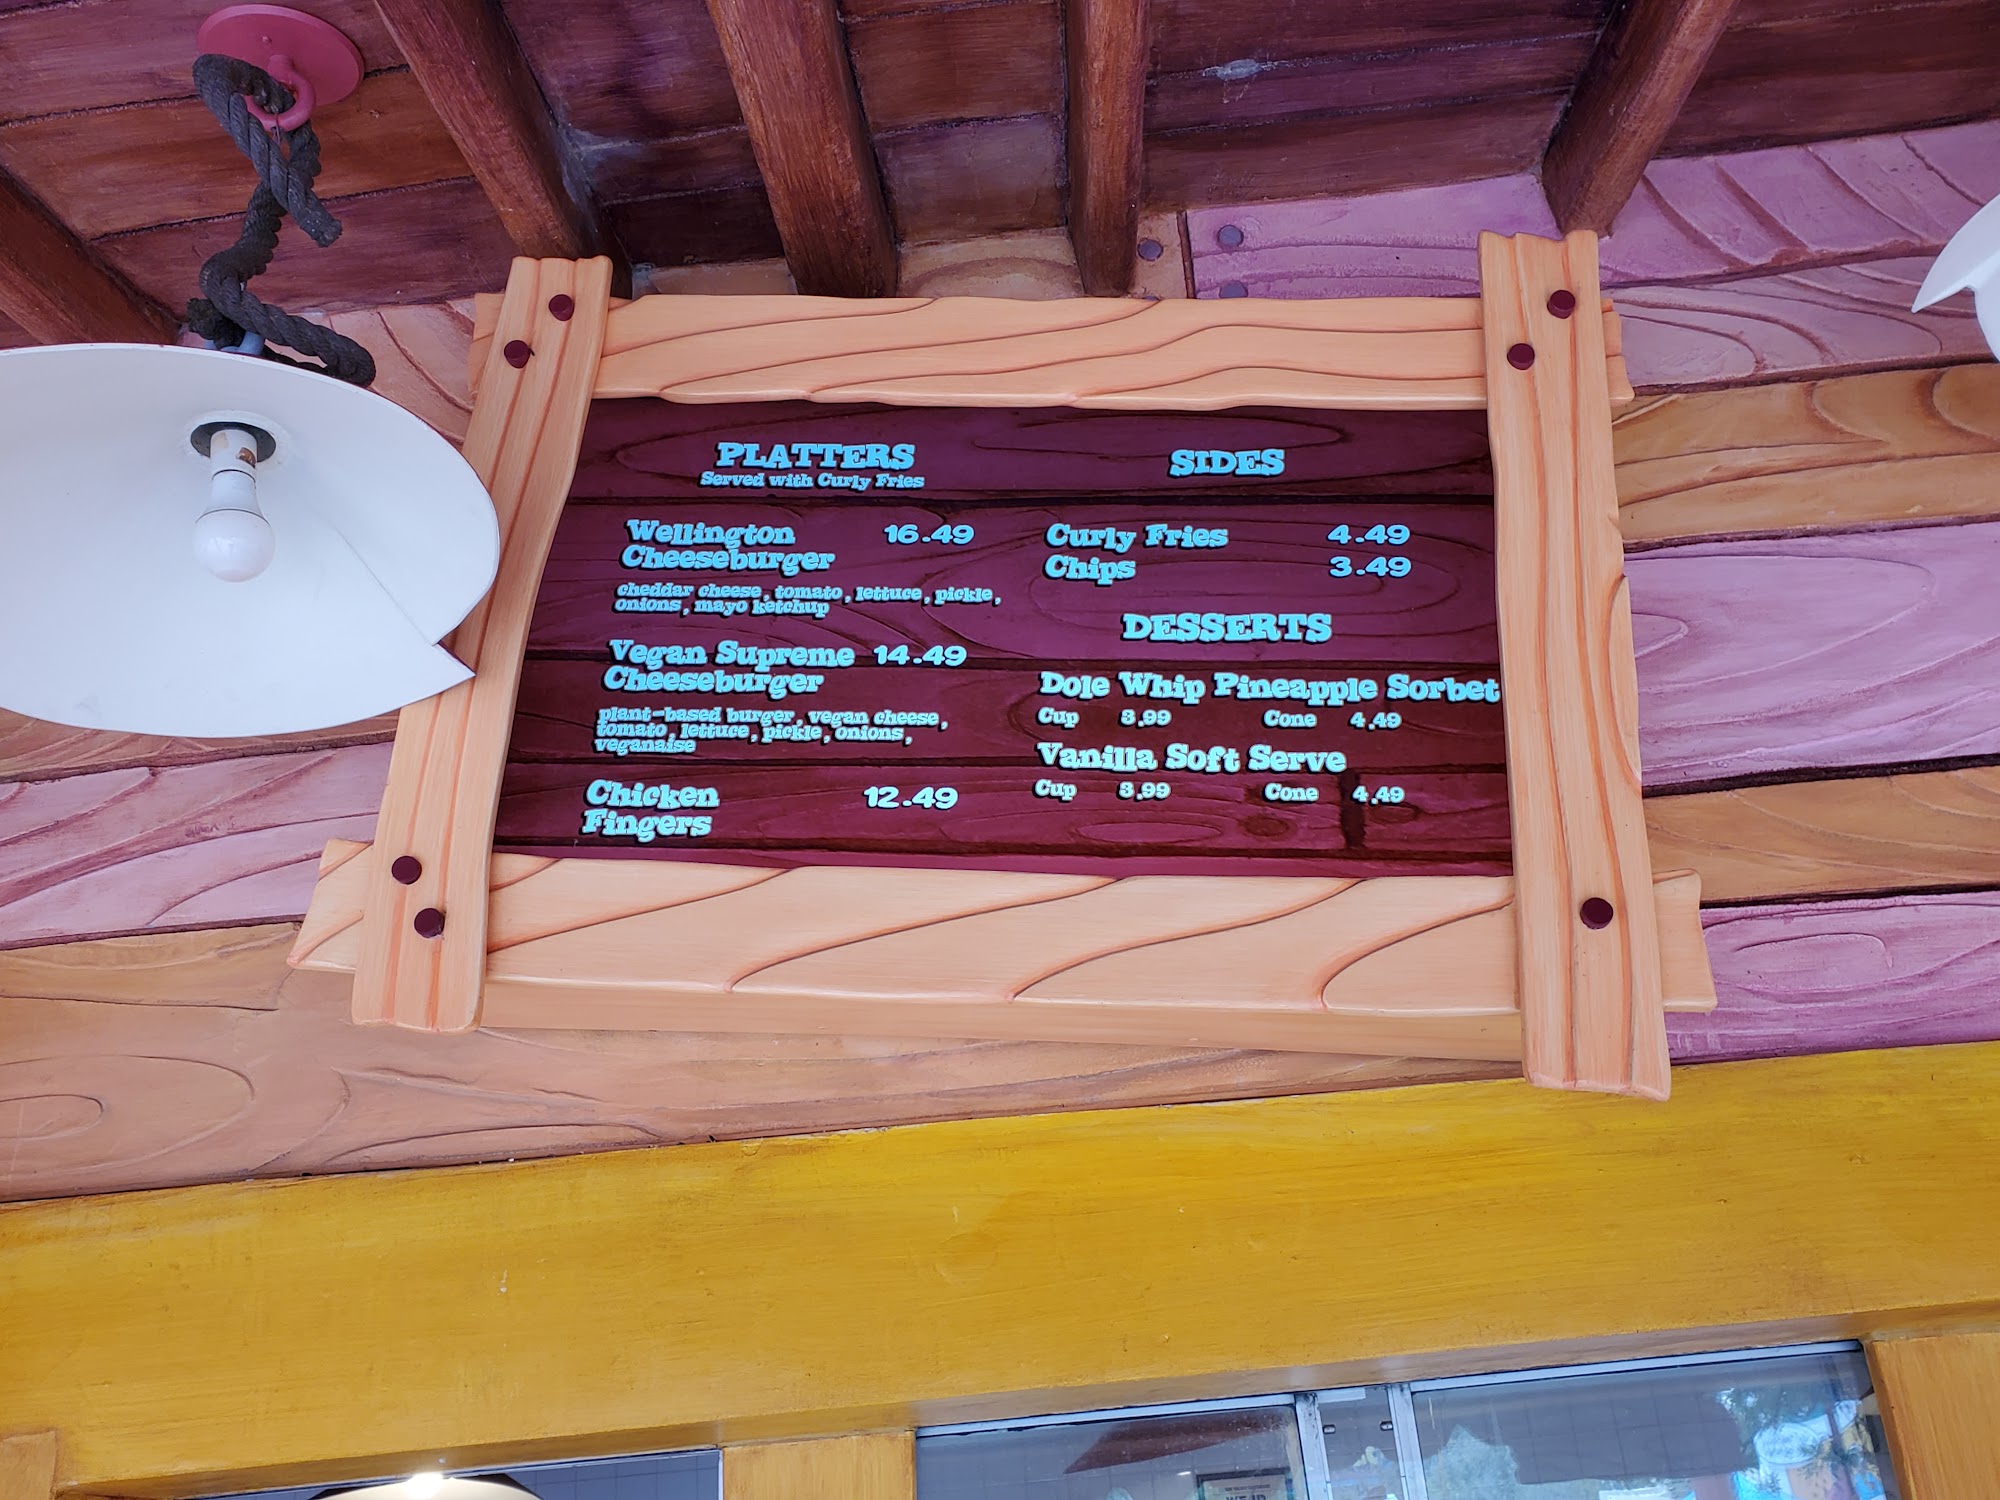 PLATTERS
Served with Curly Fries
Wellington 16.49
Cheeseburger
cheddar cheese, tomato, lettuce, pickle,
onions, mayo ketchup
Vegan Supreme 14.49
Cheeseburger
plant-based burger, vegan cheese,
tomato, lettuce, pickle, onions,
veganaise
Chicken 12.49
Fingers
SIDES
Curly Fries 4.49
Chips 3.49
DESSERTS
Dole Whip Pineapple Sorbet
Cup 3.99 Cone 4.49
Vanilla Soft Serve
Cup 3.99 Cone 4.49